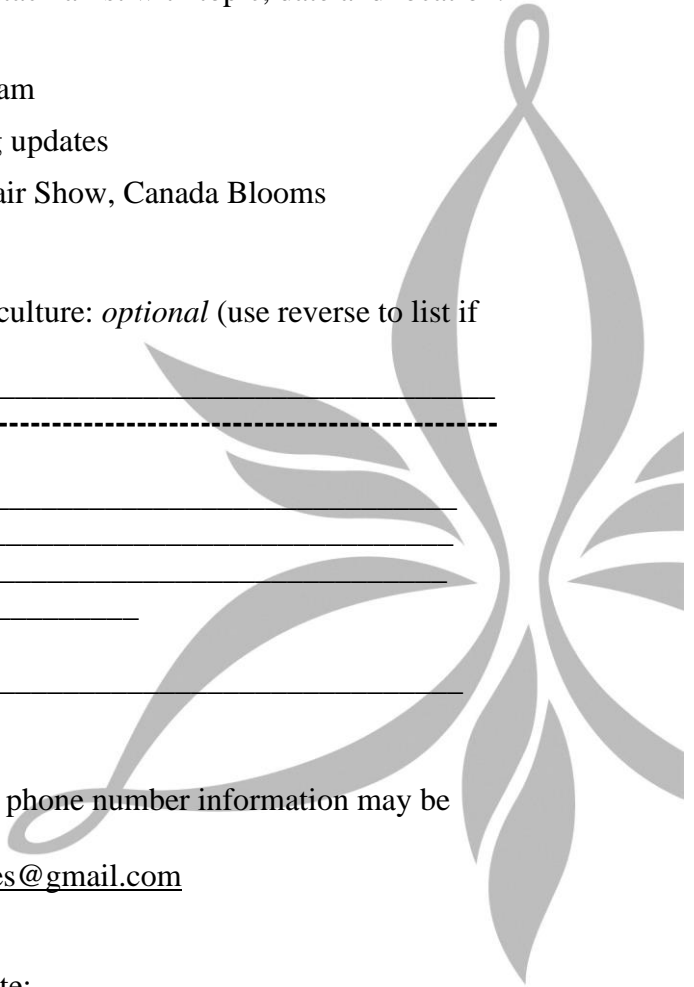 am
updates
air Show, Canada Blooms
culture: optional (use reverse to list if
phone number information may be
es@gmail.com